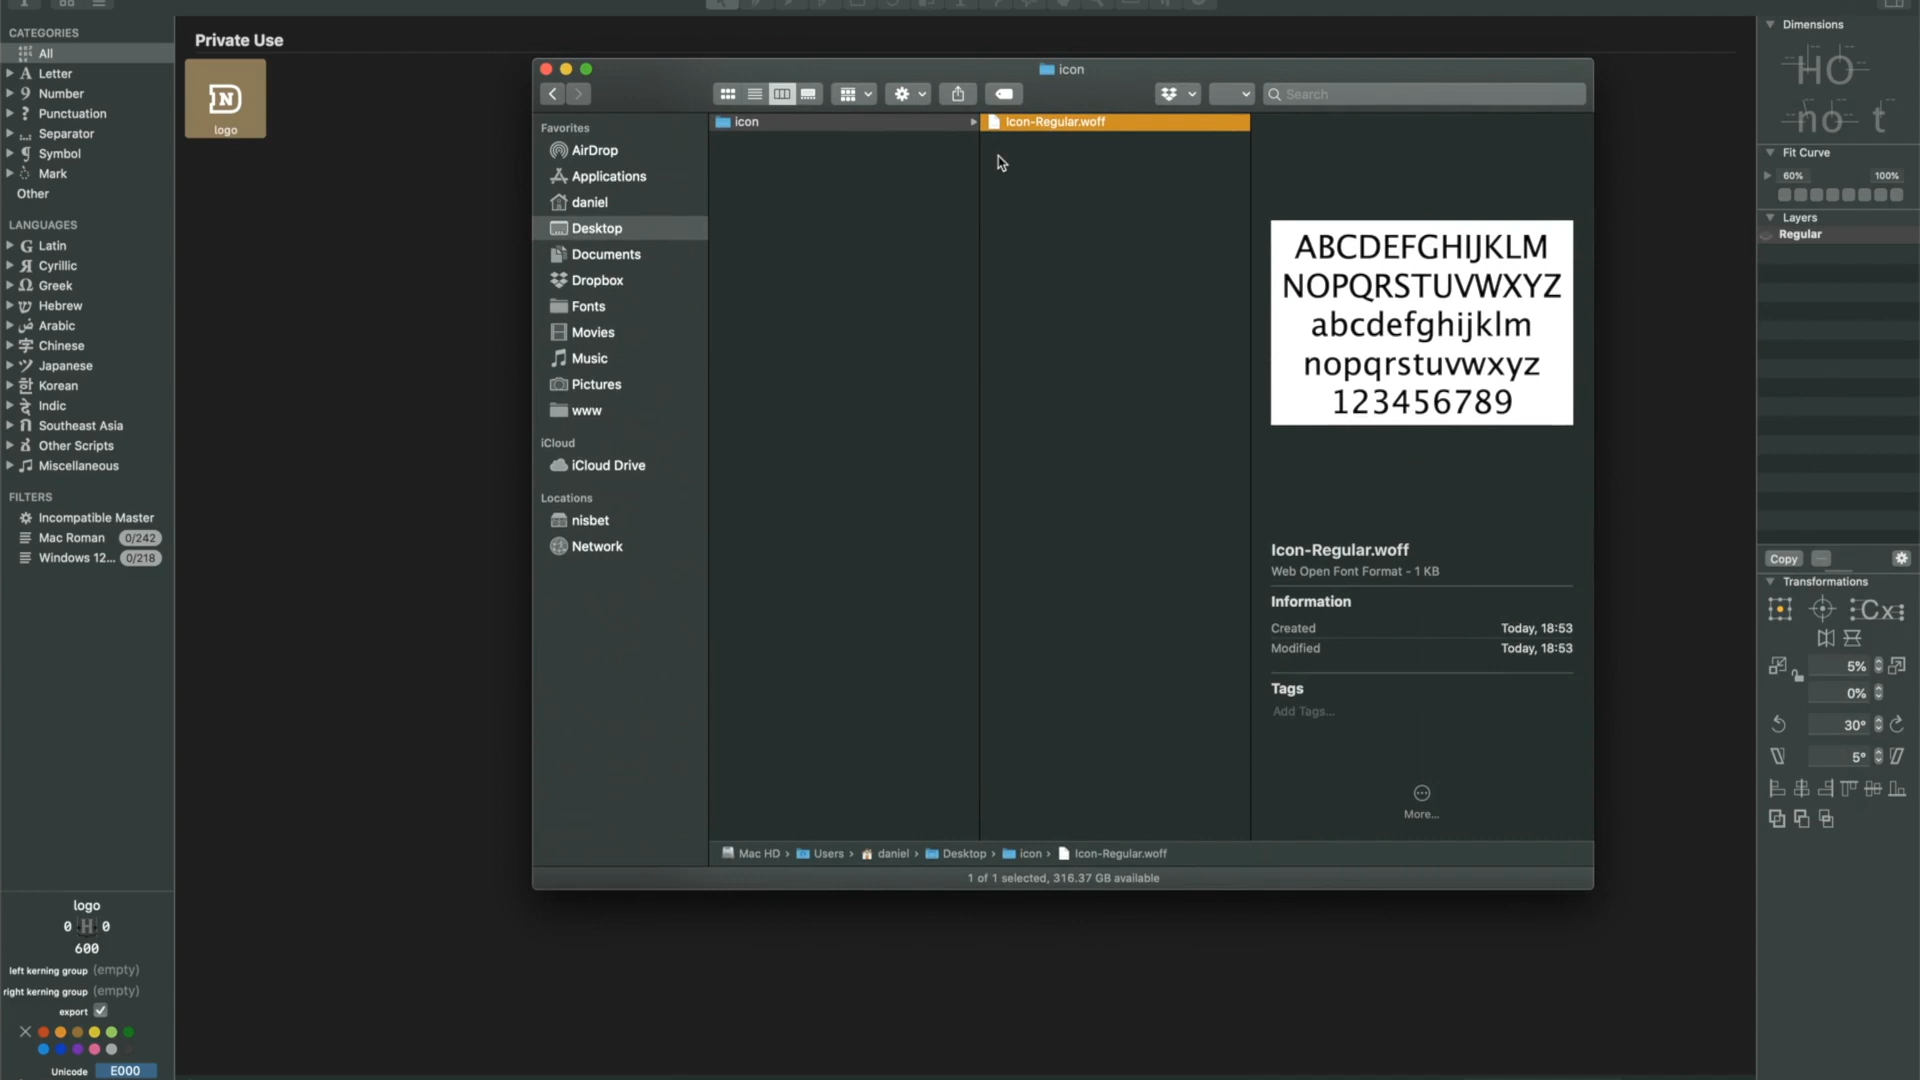 CATEGORIES
All
Letter
Number
Punctuation
Separator
Symbol
Mark
Other
LANGUAGES
Latin
Cyrillic
Greek
Hebrew
Arabic
Chinese
Japanese
Korean
Indic
Southeast Asia
Other Scripts
Miscellaneous
FILTERS
Incompatible Master
Mac Roman 0/242
Windows 12... 0/218
logo
0 H 0
600
left kerning group (empty)
right kerning group (empty)
export
Unicode E000
Private Use
N
logo
icon
Search
Favorites
AirDrop
Applications
daniel
Desktop
Documents
Dropbox
Fonts
Movies
Music
Pictures
www
iCloud
iCloud Drive
Locations
nisbet
Network
icon
Icon-Regular.woff
ABCDEFGHIJKLM
NOPQRSTUVWXYZ
abcdefghijklm
nopqrstuvwxyz
123456789
Icon-Regular.woff
Web Open Font Format - 1 KB
Information
Created Today, 18:53
Modified Today, 18:53
Tags
Add Tags...
More...
Mac HD › Users › daniel › Desktop › icon › Icon-Regular.woff
1 of 1 selected, 316.37 GB available
Dimensions
HO
no t
Fit Curve
60% 100%
Layers
Regular
Copy
Transformations
Cx
5%
0%
30°
5°